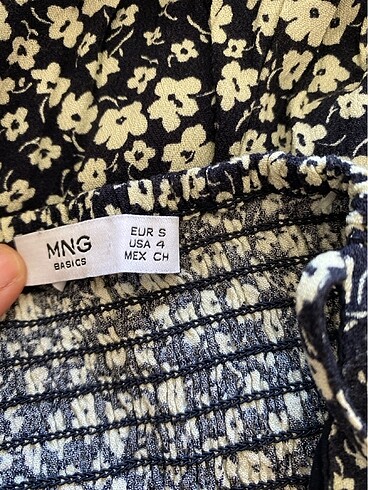 MNG
BASICS
EUR S
USA 4
MEX CH